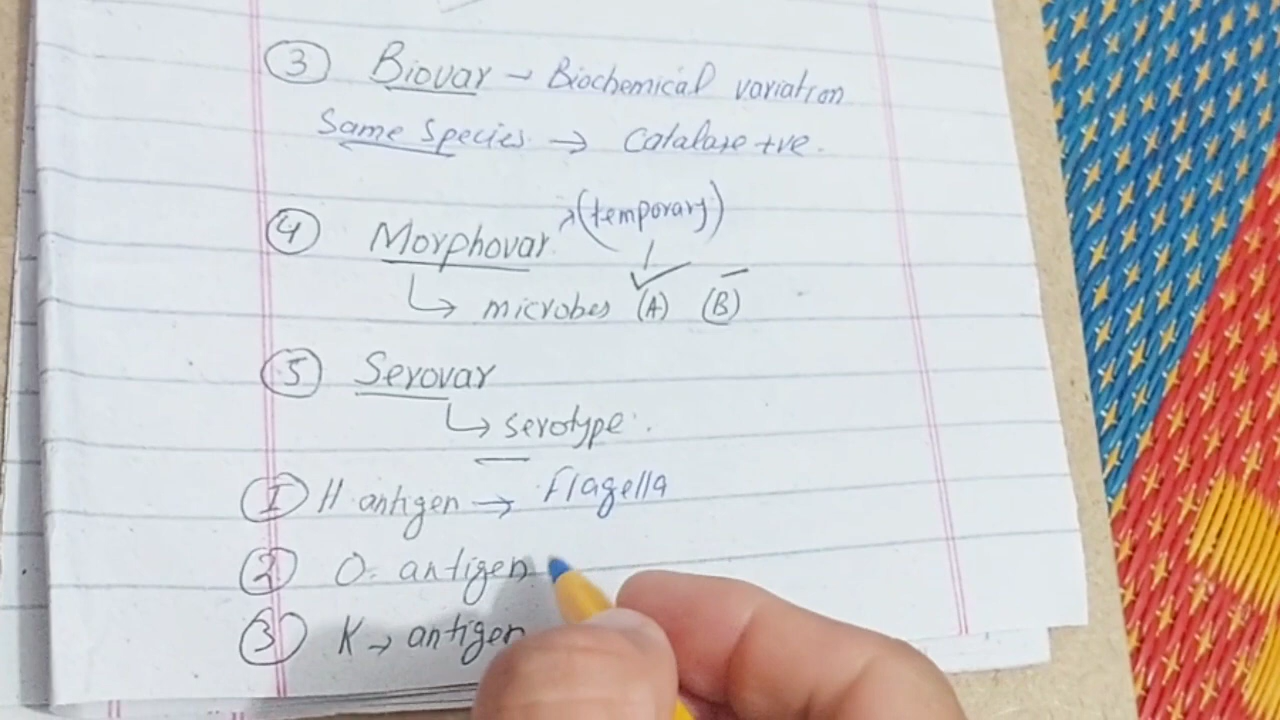 ③ Biovar → Biochemical variation
Same Species. → Catalase +ve.
→(temporary)
④ Morphovar.
↳ microbes (A) (B)
⑤ Serovar
↳ serotype.
① H antigen → Flagella
② O. antigen
③ K → antigen